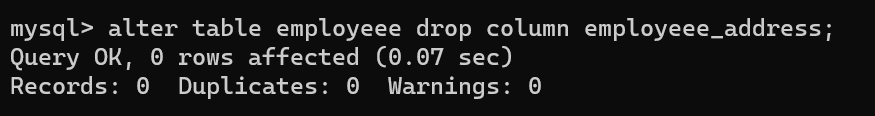 mysql> alter table employeee drop column employeee_address;
Query OK, 0 rows affected (0.07 sec)
Records: 0  Duplicates: 0  Warnings: 0